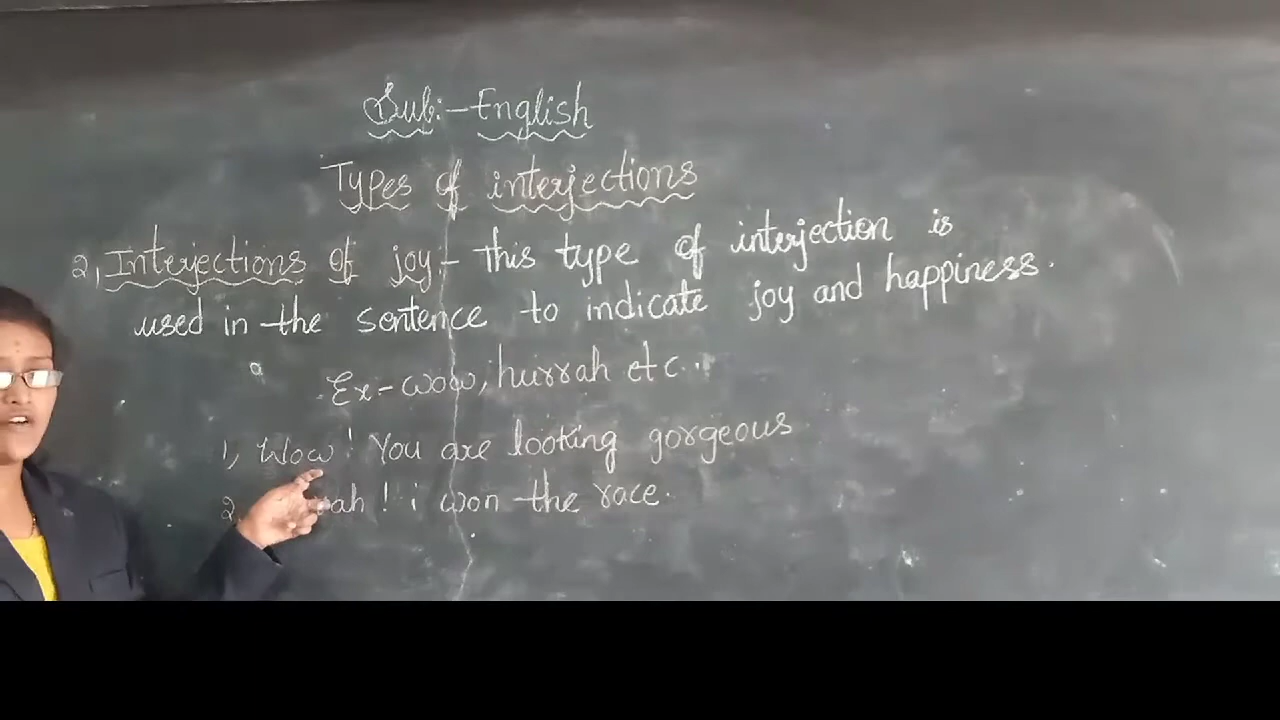 Sub:- English
Types of interjections
2, Interjections of joy:- This type of interjection is
used in the sentence to indicate joy and happiness.
Ex- wow, hurrah etc...
1, Wow! You are looking gorgeous
2, rah! i won the race.